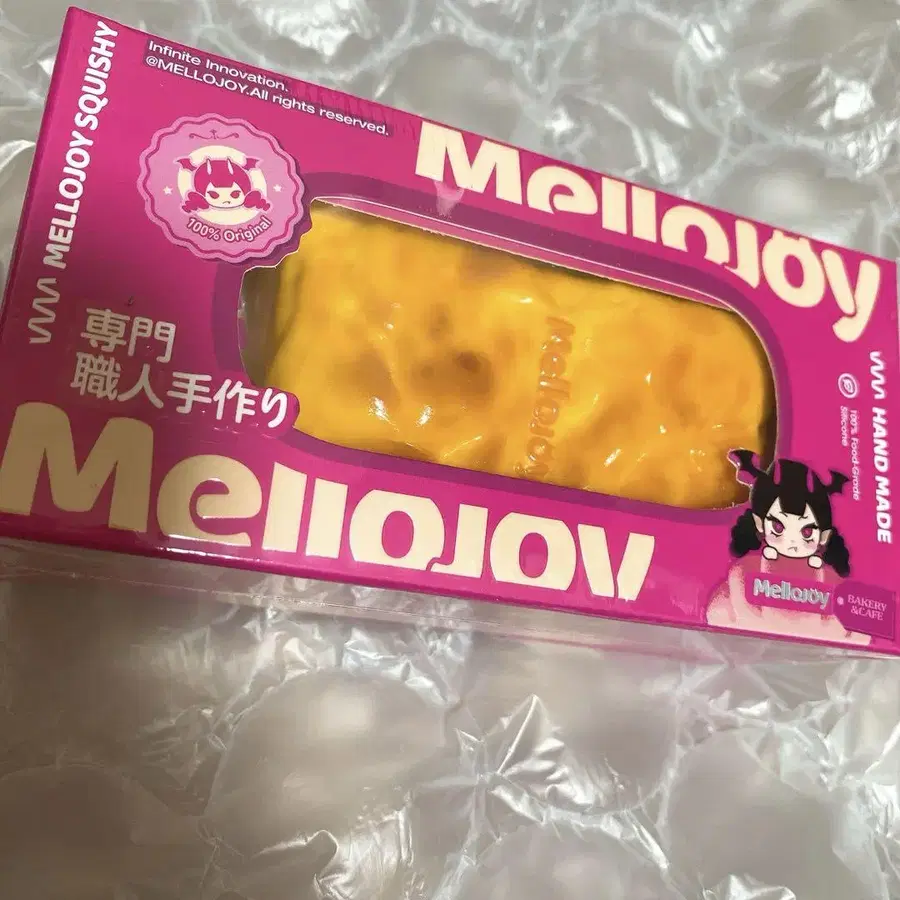 MELLOJOY SQUISHY
Infinite Innovation.
@MELLOJOY.All rights reserved.
MelloJoy
100% Original
専門
職人手作り
MelloJoy
MelloJoy
HAND MADE
100% Food-Grade
Silicone
MelloJoy
BAKERY
&CAFE